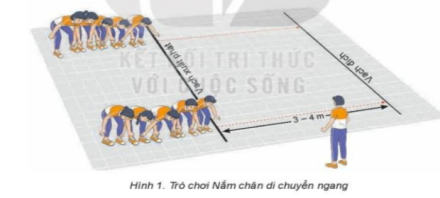 KẾT NỐI TRI THỨC
VỚI CUỘC SỐNG
Vạch xuất phát
Vạch đích
3 – 4 m
Hình 1. Trò chơi Nắm chân di chuyển ngang